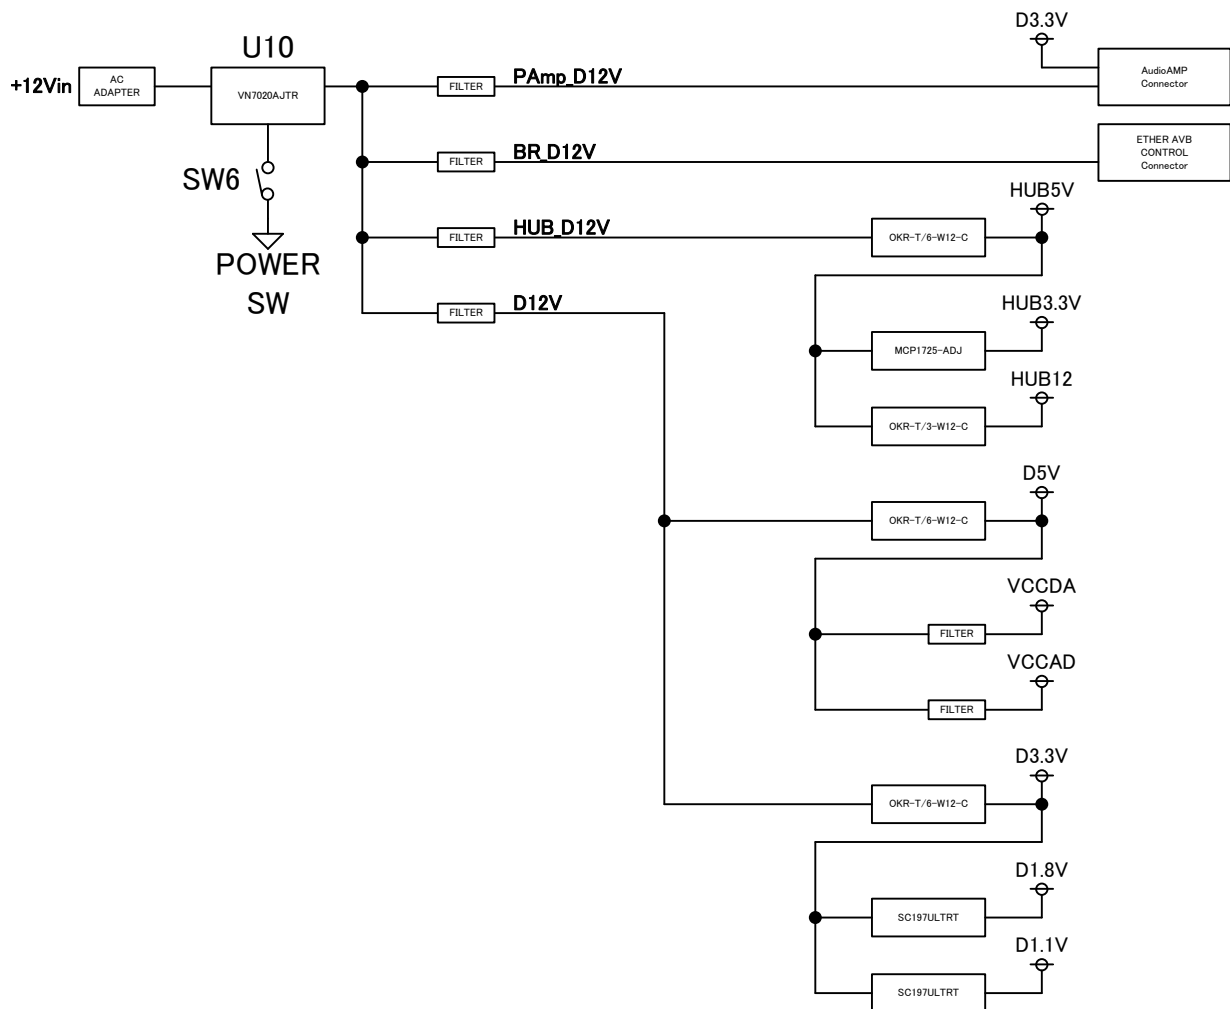 D3.3V
U10
+12Vin
AC
ADAPTER
VN7020AJTR
FILTER
PAmp_D12V
AudioAMP
Connector
SW6
FILTER
BR_D12V
ETHER AVB
CONTROL
Connector
POWER
SW
HUB5V
FILTER
HUB_D12V
OKR-T/6-W12-C
FILTER
D12V
HUB3.3V
MCP1725-ADJ
HUB12
OKR-T/3-W12-C
D5V
OKR-T/6-W12-C
VCCDA
FILTER
VCCAD
FILTER
D3.3V
OKR-T/6-W12-C
D1.8V
SC197ULTRT
D1.1V
SC197ULTRT